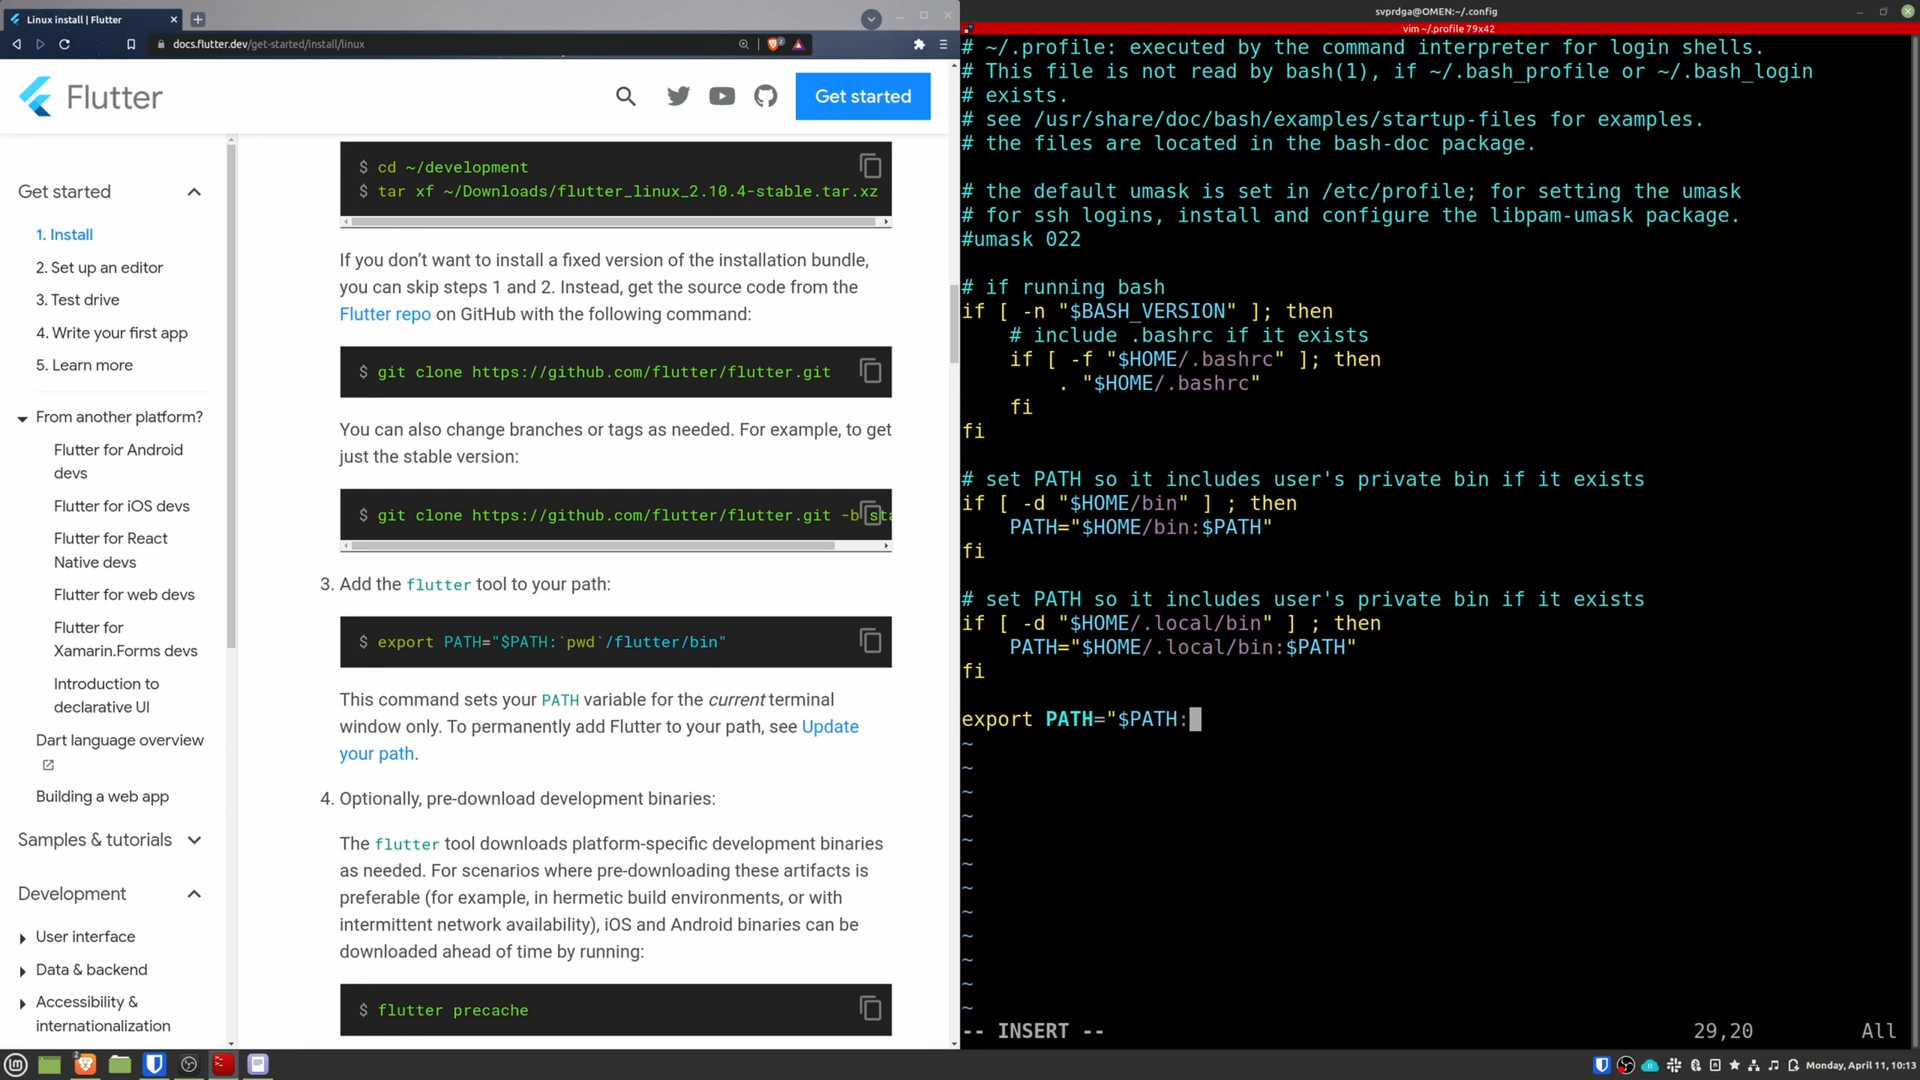 Linux install | Flutter
docs.flutter.dev/get-started/install/linux
Flutter
Get started
Get started
1. Install
2. Set up an editor
3. Test drive
4. Write your first app
5. Learn more
From another platform?
Flutter for Android
devs
Flutter for iOS devs
Flutter for React
Native devs
Flutter for web devs
Flutter for
Xamarin.Forms devs
Introduction to
declarative UI
Dart language overview
Building a web app
Samples & tutorials
Development
User interface
Data & backend
Accessibility &
internationalization
$ cd ~/development
$ tar xf ~/Downloads/flutter_linux_2.10.4-stable.tar.xz
If you don’t want to install a fixed version of the installation bundle,
you can skip steps 1 and 2. Instead, get the source code from the
Flutter repo on GitHub with the following command:
$ git clone https://github.com/flutter/flutter.git
You can also change branches or tags as needed. For example, to get
just the stable version:
$ git clone https://github.com/flutter/flutter.git -b sta
3. Add the flutter tool to your path:
$ export PATH="$PATH:`pwd`/flutter/bin"
This command sets your PATH variable for the current terminal
window only. To permanently add Flutter to your path, see Update
your path.
4. Optionally, pre-download development binaries:
The flutter tool downloads platform-specific development binaries
as needed. For scenarios where pre-downloading these artifacts is
preferable (for example, in hermetic build environments, or with
intermittent network availability), iOS and Android binaries can be
downloaded ahead of time by running:
$ flutter precache
svprdga@OMEN:~/.config
vim ~/.profile 79x42
# ~/.profile: executed by the command interpreter for login shells.
# This file is not read by bash(1), if ~/.bash_profile or ~/.bash_login
# exists.
# see /usr/share/doc/bash/examples/startup-files for examples.
# the files are located in the bash-doc package.
# the default umask is set in /etc/profile; for setting the umask
# for ssh logins, install and configure the libpam-umask package.
#umask 022
# if running bash
if [ -n "$BASH_VERSION" ]; then
# include .bashrc if it exists
if [ -f "$HOME/.bashrc" ]; then
. "$HOME/.bashrc"
fi
fi
# set PATH so it includes user's private bin if it exists
if [ -d "$HOME/bin" ] ; then
PATH="$HOME/bin:$PATH"
fi
# set PATH so it includes user's private bin if it exists
if [ -d "$HOME/.local/bin" ] ; then
PATH="$HOME/.local/bin:$PATH"
fi
export PATH="$PATH:
~
~
~
~
~
~
~
~
~
~
~
~
-- INSERT -- 29,20 All
Monday, April 11, 10:13